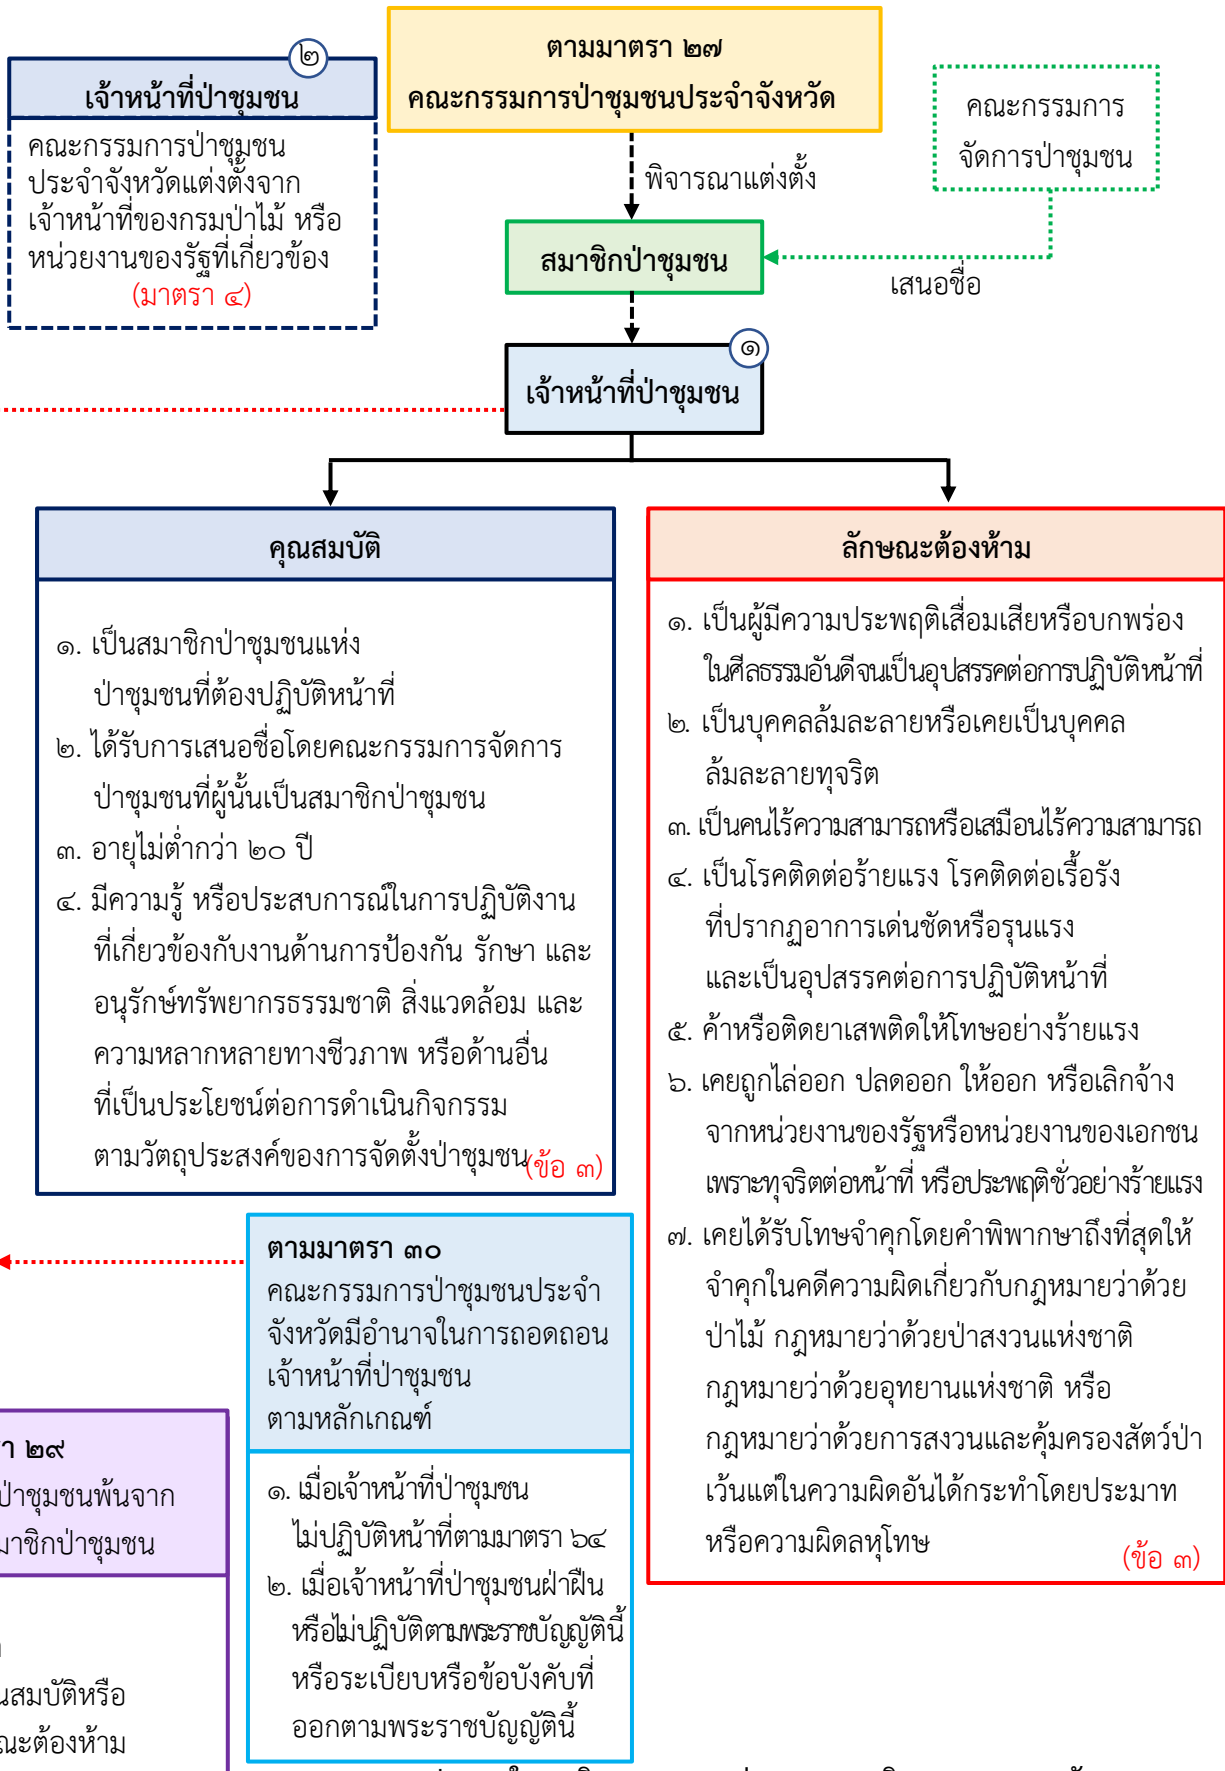 ๒
เจ้าหน้าที่ป่าชุมชน
คณะกรรมการป่าชุมชน
ประจำจังหวัดแต่งตั้งจาก
เจ้าหน้าที่ของกรมป่าไม้ หรือ
หน่วยงานของรัฐที่เกี่ยวข้อง
(มาตรา ๔)
ตามมาตรา ๒๗
คณะกรรมการป่าชุมชนประจำจังหวัด
คณะกรรมการ
จัดการป่าชุมชน
พิจารณาแต่งตั้ง
สมาชิกป่าชุมชน
เสนอชื่อ
๑
เจ้าหน้าที่ป่าชุมชน
คุณสมบัติ
๑. เป็นสมาชิกป่าชุมชนแห่ง
ป่าชุมชนที่ต้องปฏิบัติหน้าที่
๒. ได้รับการเสนอชื่อโดยคณะกรรมการจัดการ
ป่าชุมชนที่ผู้นั้นเป็นสมาชิกป่าชุมชน
๓. อายุไม่ต่ำกว่า ๒๐ ปี
๔. มีความรู้ หรือประสบการณ์ในการปฏิบัติงาน
ที่เกี่ยวข้องกับงานด้านการป้องกัน รักษา และ
อนุรักษ์ทรัพยากรธรรมชาติ สิ่งแวดล้อม และ
ความหลากหลายทางชีวภาพ หรือด้านอื่น
ที่เป็นประโยชน์ต่อการดำเนินกิจกรรม
ตามวัตถุประสงค์ของการจัดตั้งป่าชุมชน
(ข้อ ๓)
ลักษณะต้องห้าม
๑. เป็นผู้มีความประพฤติเสื่อมเสียหรือบกพร่อง
ในศีลธรรมอันดีจนเป็นอุปสรรคต่อการปฏิบัติหน้าที่
๒. เป็นบุคคลล้มละลายหรือเคยเป็นบุคคล
ล้มละลายทุจริต
๓. เป็นคนไร้ความสามารถหรือเสมือนไร้ความสามารถ
๔. เป็นโรคติดต่อร้ายแรง โรคติดต่อเรื้อรัง
ที่ปรากฏอาการเด่นชัดหรือรุนแรง
และเป็นอุปสรรคต่อการปฏิบัติหน้าที่
๕. ค้าหรือติดยาเสพติดให้โทษอย่างร้ายแรง
๖. เคยถูกไล่ออก ปลดออก ให้ออก หรือเลิกจ้าง
จากหน่วยงานของรัฐหรือหน่วยงานของเอกชน
เพราะทุจริตต่อหน้าที่ หรือประพฤติชั่วอย่างร้ายแรง
๗. เคยได้รับโทษจำคุกโดยคำพิพากษาถึงที่สุดให้
จำคุกในคดีความผิดเกี่ยวกับกฎหมายว่าด้วย
ป่าไม้ กฎหมายว่าด้วยป่าสงวนแห่งชาติ
กฎหมายว่าด้วยอุทยานแห่งชาติ หรือ
กฎหมายว่าด้วยการสงวนและคุ้มครองสัตว์ป่า
เว้นแต่ในความผิดอันได้กระทำโดยประมาท
หรือความผิดลหุโทษ
(ข้อ ๓)
ตามมาตรา ๓๐
คณะกรรมการป่าชุมชนประจำ
จังหวัดมีอำนาจในการถอดถอน
เจ้าหน้าที่ป่าชุมชน
ตามหลักเกณฑ์
๑. เมื่อเจ้าหน้าที่ป่าชุมชน
ไม่ปฏิบัติหน้าที่ตามมาตรา ๖๔
๒. เมื่อเจ้าหน้าที่ป่าชุมชนฝ่าฝืน
หรือไม่ปฏิบัติตามพระราชบัญญัตินี้
หรือระเบียบหรือข้อบังคับที่
ออกตามพระราชบัญญัตินี้
๒๙
ป่าชุมชนพ้นจาก
ป่าชุมชน
หรือ
ต้องห้าม